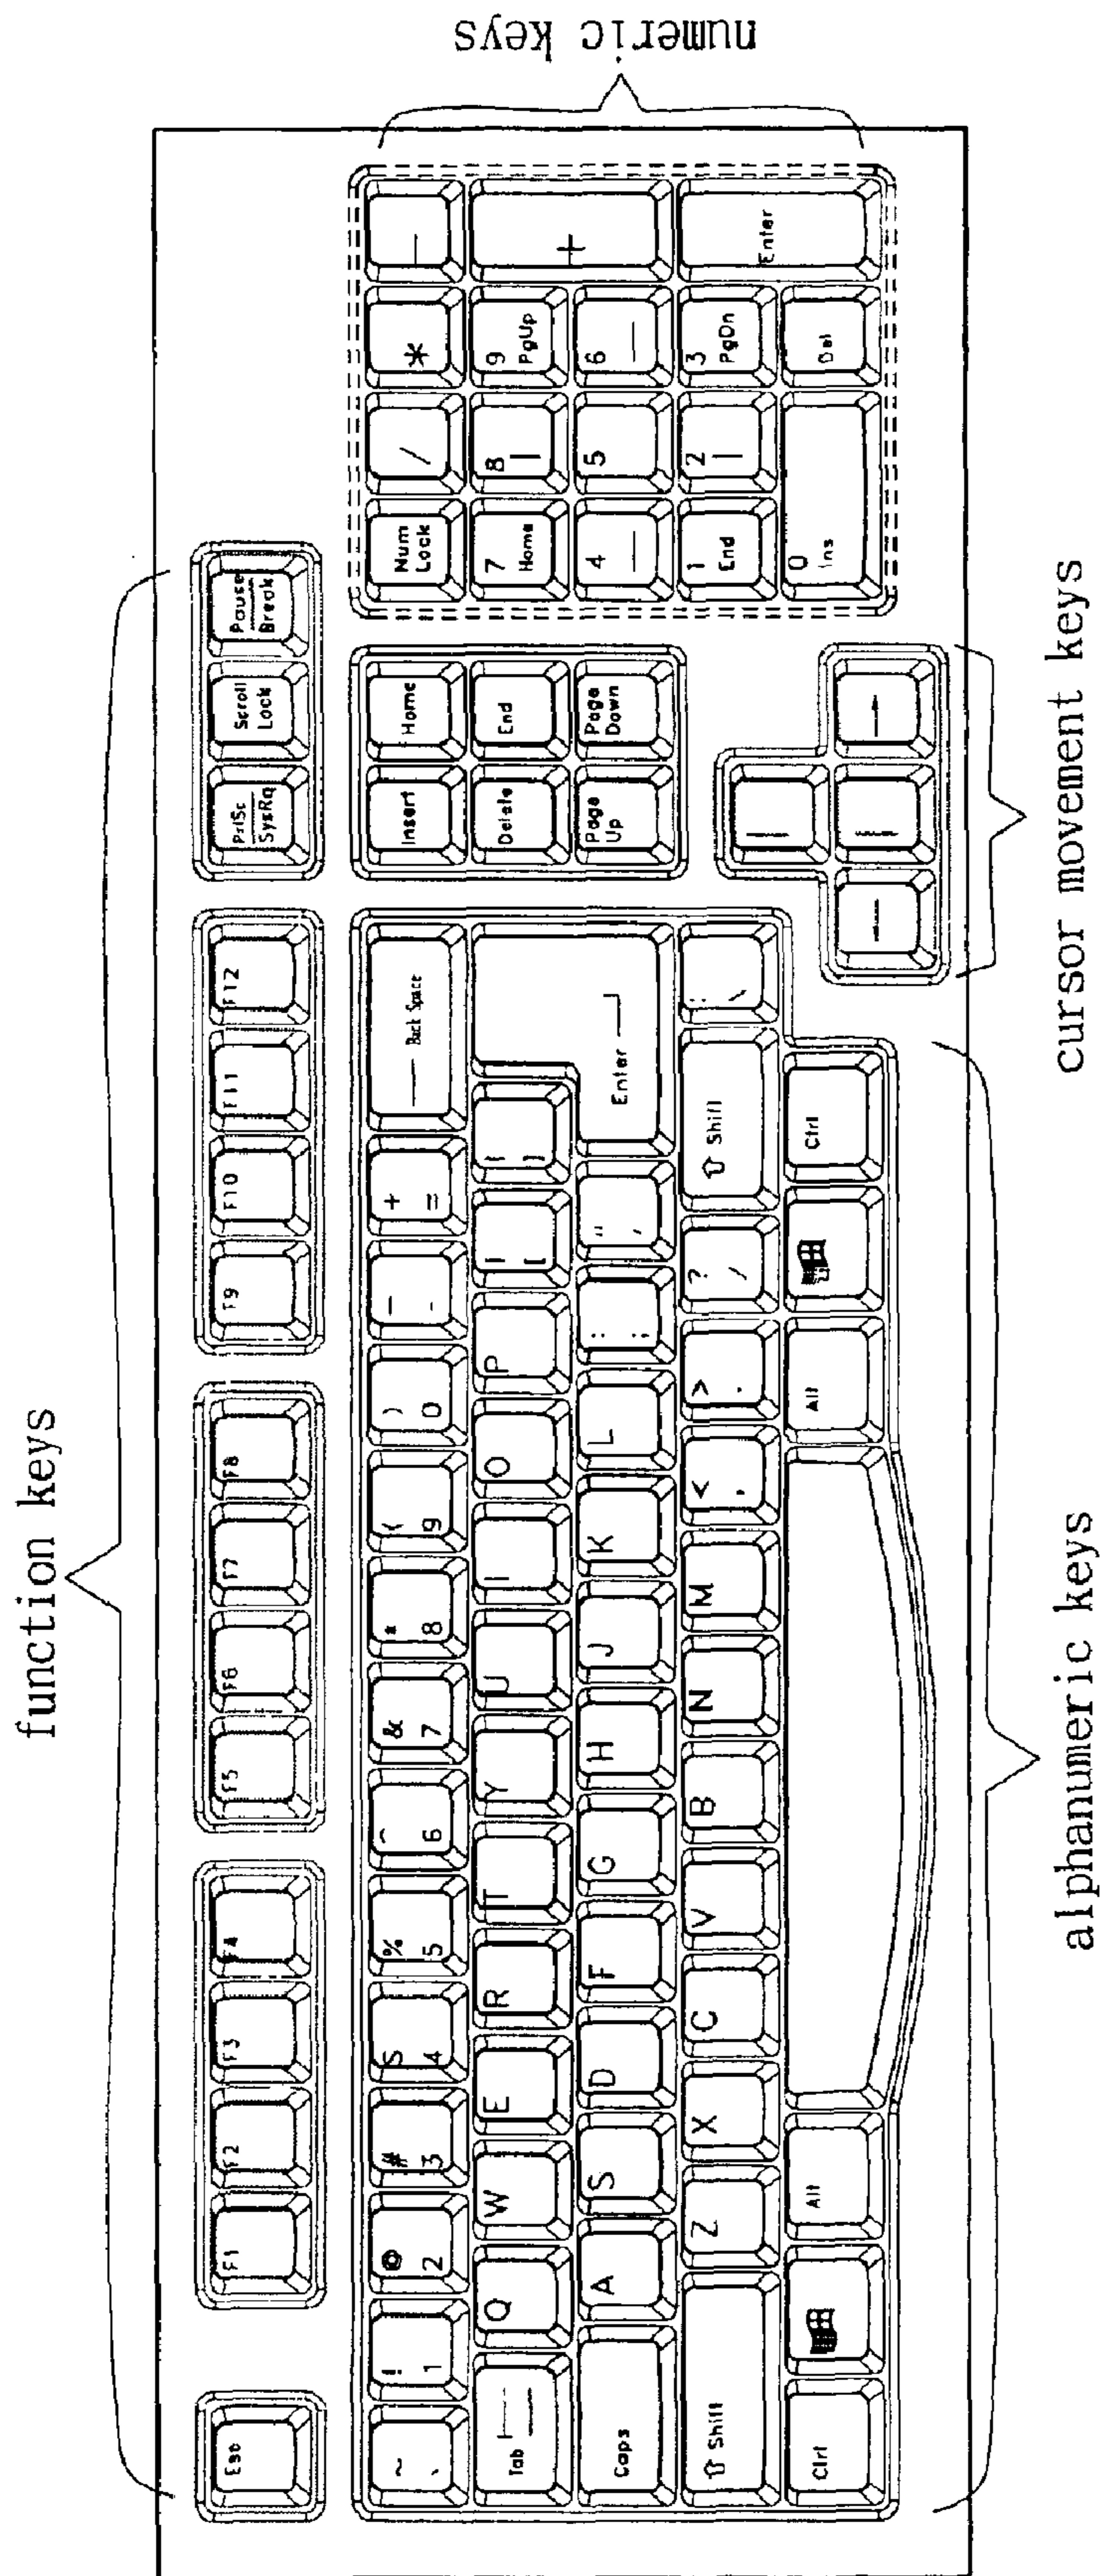 function keys
numeric keys
Esc F1 F2 F3 F4 F5 F6 F7 F8 F9 F10 F11 F12 PrtSc SysRq Scroll Lock Pause Break
~ ` ! 1 @ 2 # 3 $ 4 % 5 ^ 6 & 7 * 8 ( 9 ) 0 _ - + = Back Space
Insert Home
Num Lock / * -
Tab Q W E R T Y U I O P { [ } ]
Delete End
7 Home 8 9 PgUp +
Caps A S D F G H J K L : ; " ' Enter
Page Up Page Down
4 5 6
⇧ Shift Z X C V B N M < , > . ? / ⇧ Shift
1 End 2 3 PgDn Enter
Ctrl Alt Alt Ctrl
0 Ins Del
alphanumeric keys
cursor movement keys